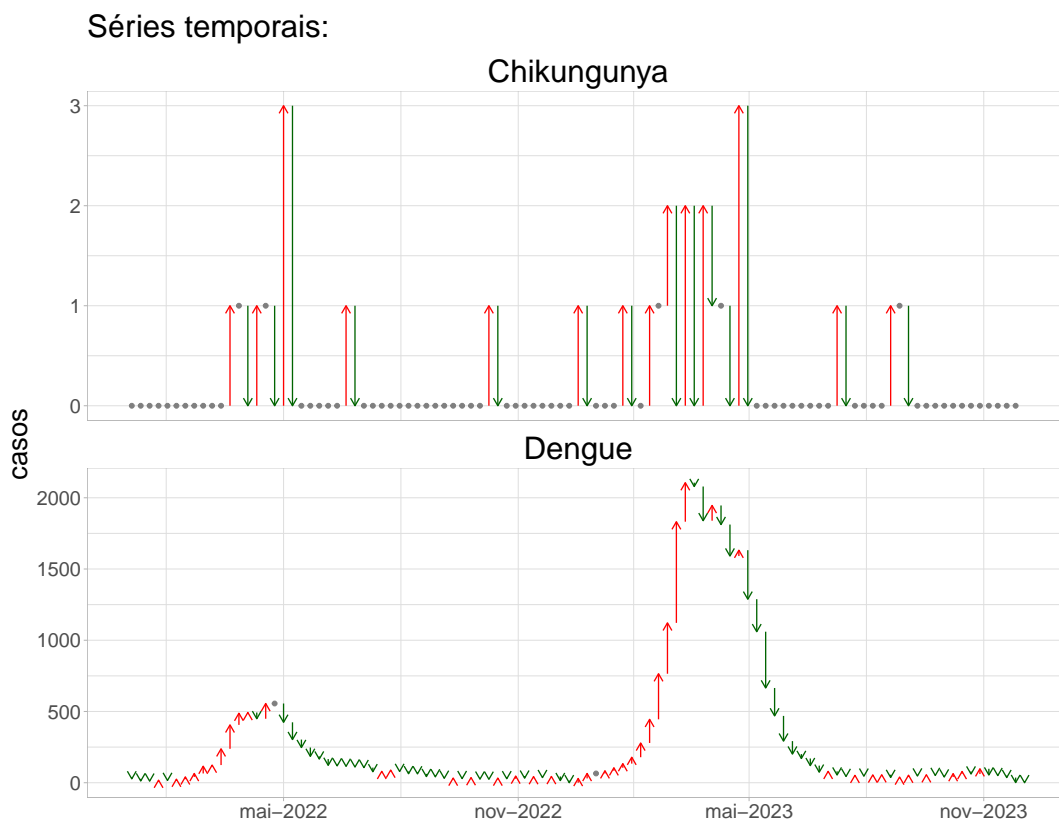 Séries temporais:
Chikungunya
3
2
1
0
casos
Dengue
2000
1500
1000
500
0
mai−2022
nov−2022
mai−2023
nov−2023